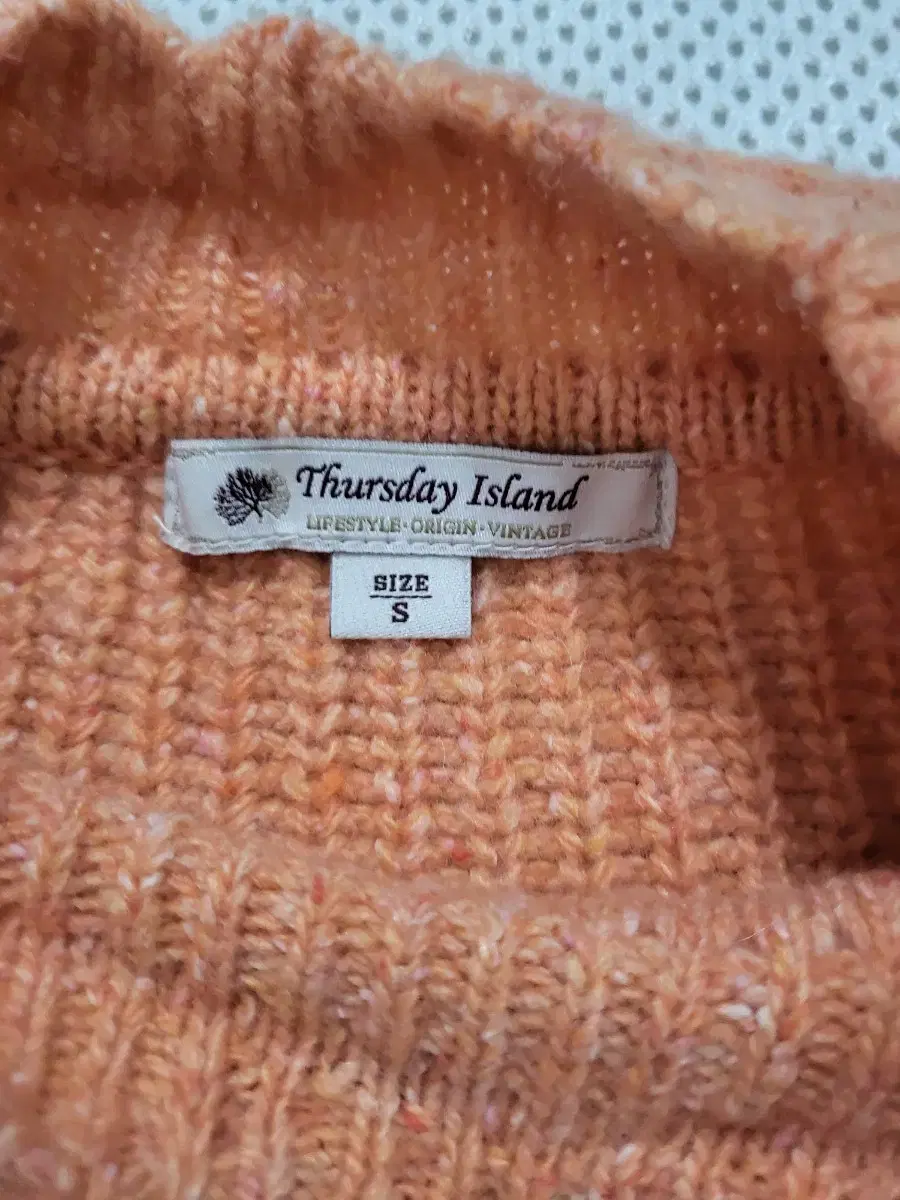 Thursday Island
LIFESTYLE·ORIGIN·VINTAGE
SIZE
S